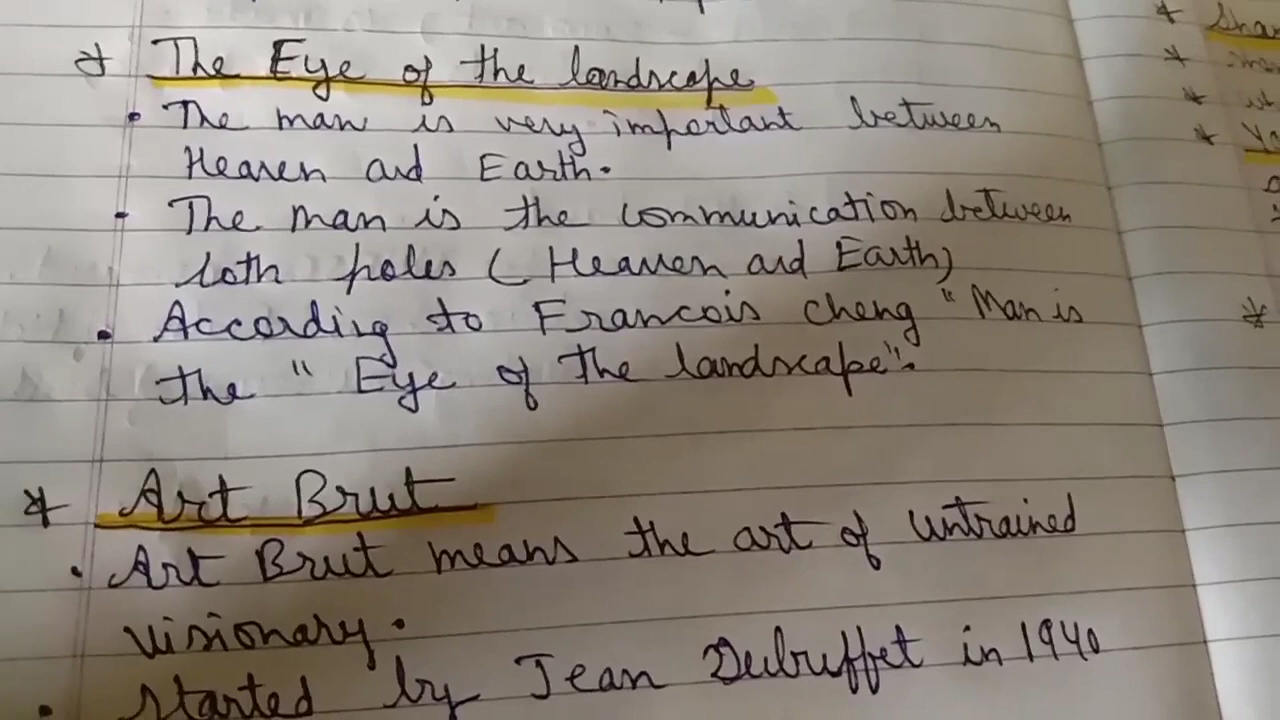 * The Eye of the landscape
• The man is very important between
Heaven and Earth.
- The man is the communication between
both poles (Heaven and Earth)
• According to Francois cheng "Man is
the "Eye of the landscape".
* Art Brut
• Art Brut means the art of untrained
visionary.
• started by Jean Dubuffet in 1940